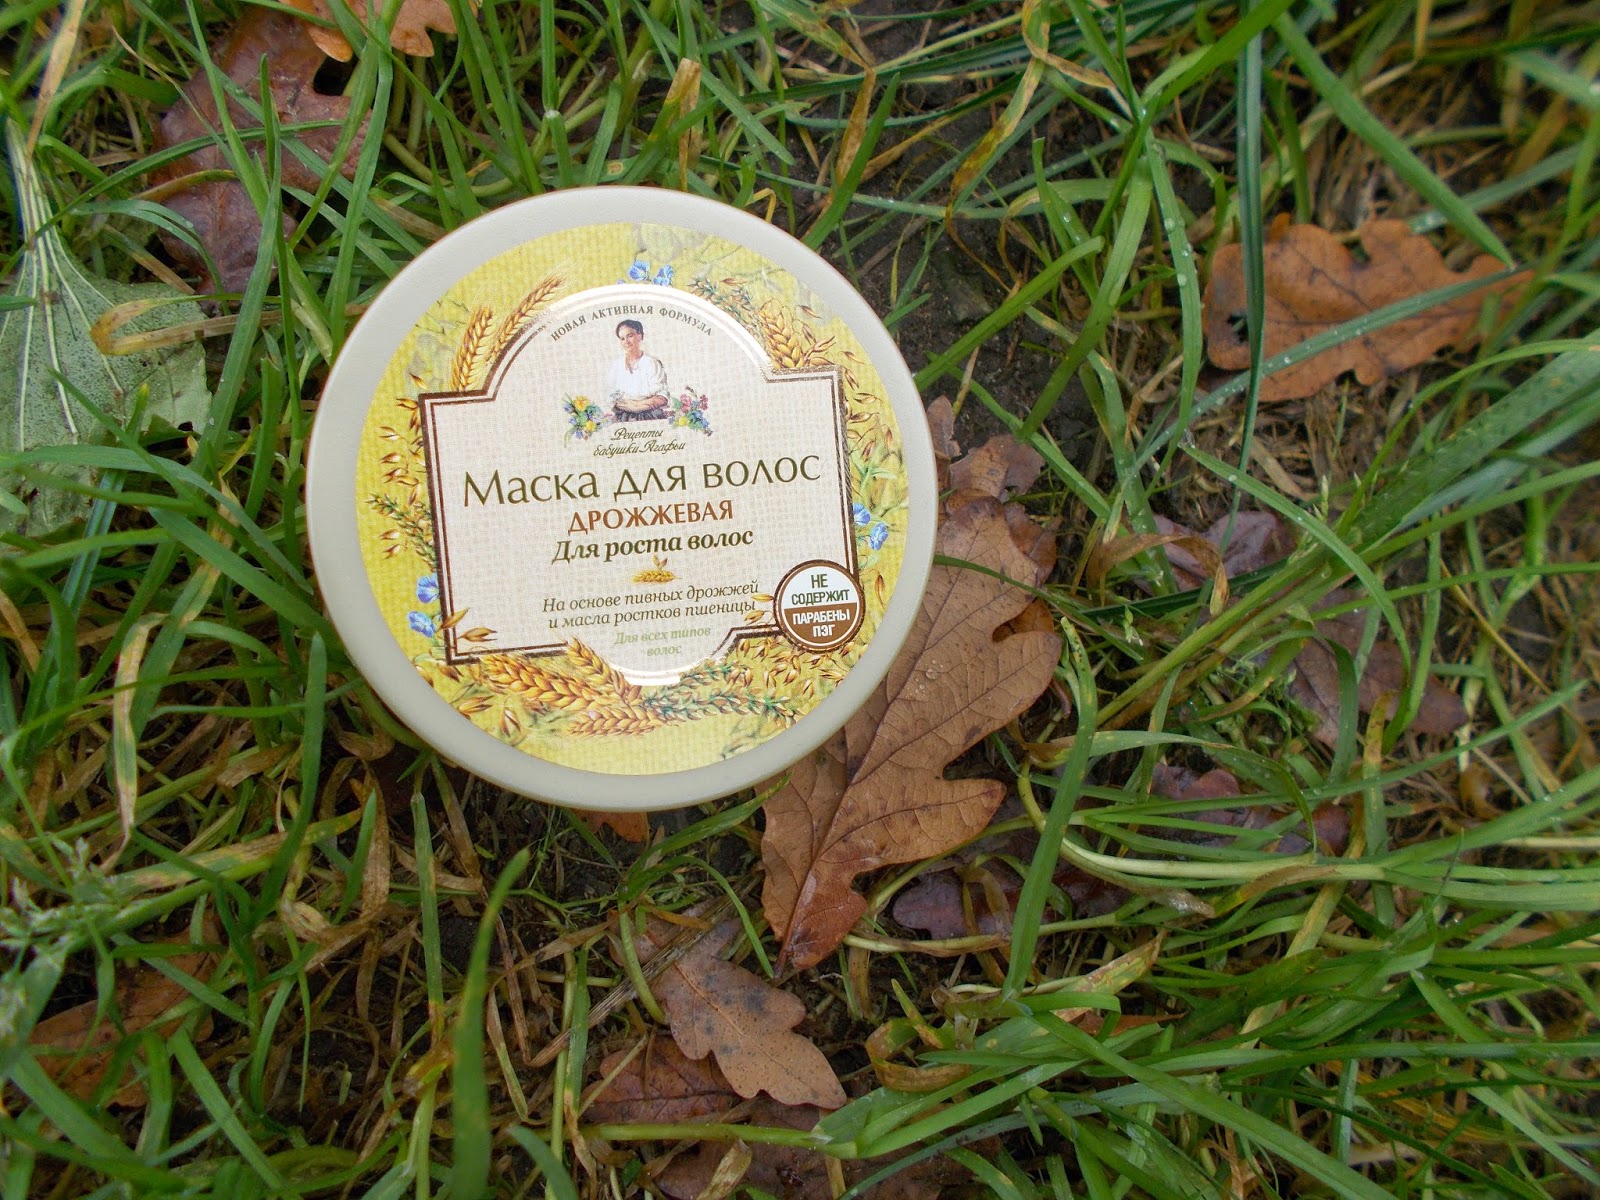 НОВАЯ АКТИВНАЯ ФОРМУЛА
Рецепты
бабушки Агафьи
Маска для волос
ДРОЖЖЕВАЯ
Для роста волос
На основе пивных дрожжей
и масла ростков пшеницы
Для всех типов
волос
НЕ
СОДЕРЖИТ
ПАРАБЕНЫ
ПЭГ